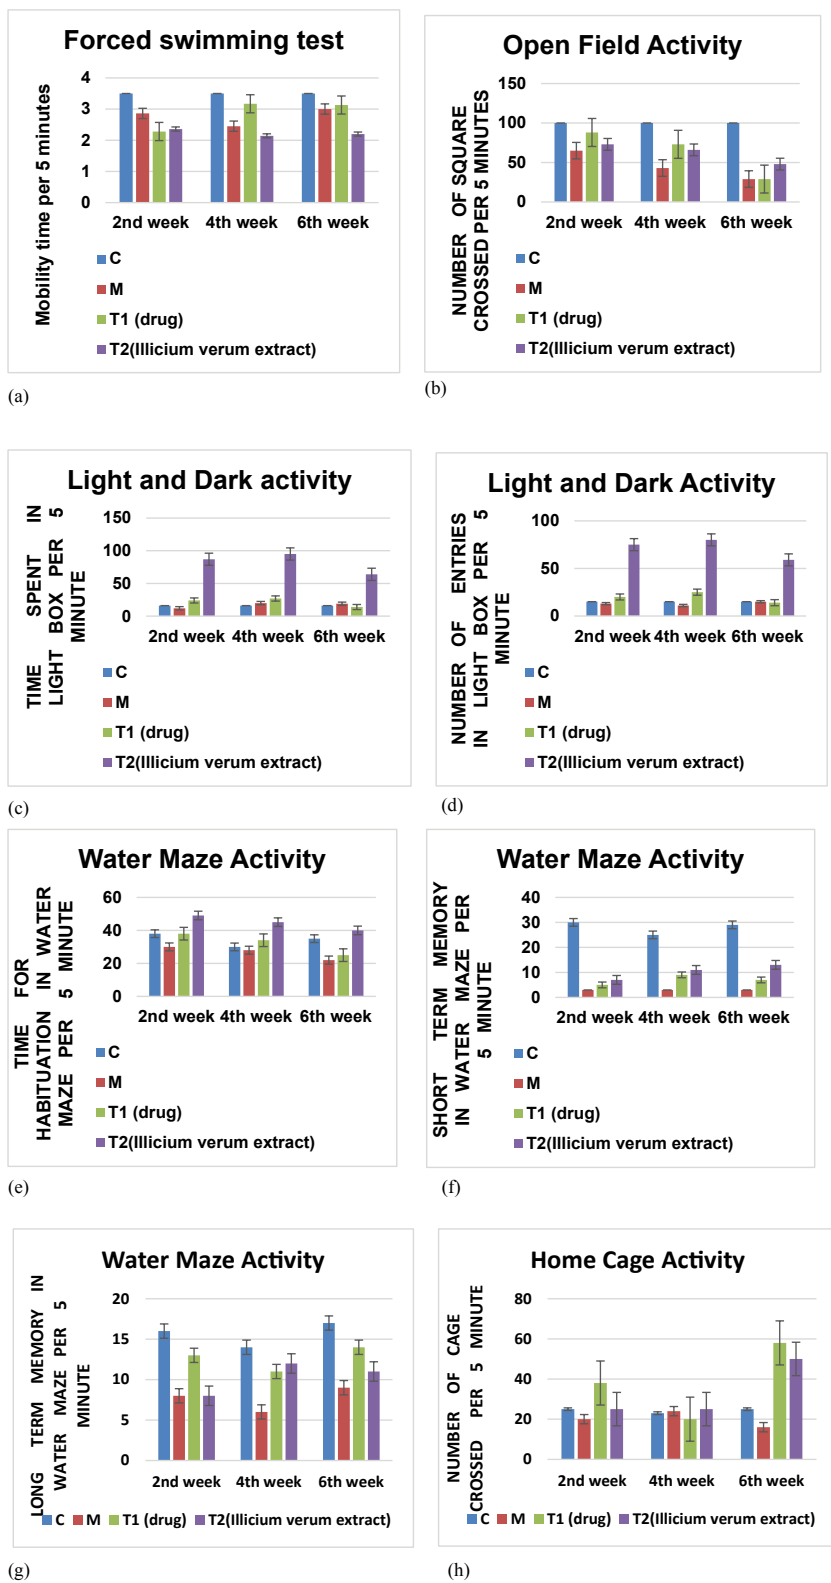 Forced swimming test
Mobility time per 5 minutes
4
3
2
1
0
2nd week 4th week 6th week
C
M
T1 (drug)
T2(Illicium verum extract)
(a)
Open Field Activity
NUMBER OF SQUARE
CROSSED PER 5 MINUTES
150
100
50
0
2nd week 4th week 6th week
C
M
T1 (drug)
T2(Illicium verum extract)
(b)
Light and Dark activity
TIME SPENT IN
LIGHT BOX PER 5
MINUTE
150
100
50
0
2nd week 4th week 6th week
C
M
T1 (drug)
T2(Illicium verum extract)
(c)
Light and Dark Activity
NUMBER OF ENTRIES
IN LIGHT BOX PER 5
MINUTE
100
50
0
2nd week 4th week 6th week
C
M
T1 (drug)
T2(Illicium verum extract)
(d)
Water Maze Activity
TIME FOR
HABITUATION IN WATER
MAZE PER 5 MINUTE
60
40
20
0
2nd week 4th week 6th week
C
M
T1 (drug)
T2(Illicium verum extract)
(e)
Water Maze Activity
SHORT TERM MEMORY
IN WATER MAZE PER
5 MINUTE
40
30
20
10
0
2nd week 4th week 6th week
C
M
T1 (drug)
T2(Illicium verum extract)
(f)
Water Maze Activity
LONG TERM MEMORY IN
WATER MAZE PER 5
MINUTE
20
15
10
5
0
2nd week 4th week 6th week
C M T1 (drug) T2(Illicium verum extract)
(g)
Home Cage Activity
NUMBER OF CAGE
CROSSED PER 5 MINUTE
80
60
40
20
0
2nd week 4th week 6th week
C M T1 (drug) T2(Illicium verum extract)
(h)